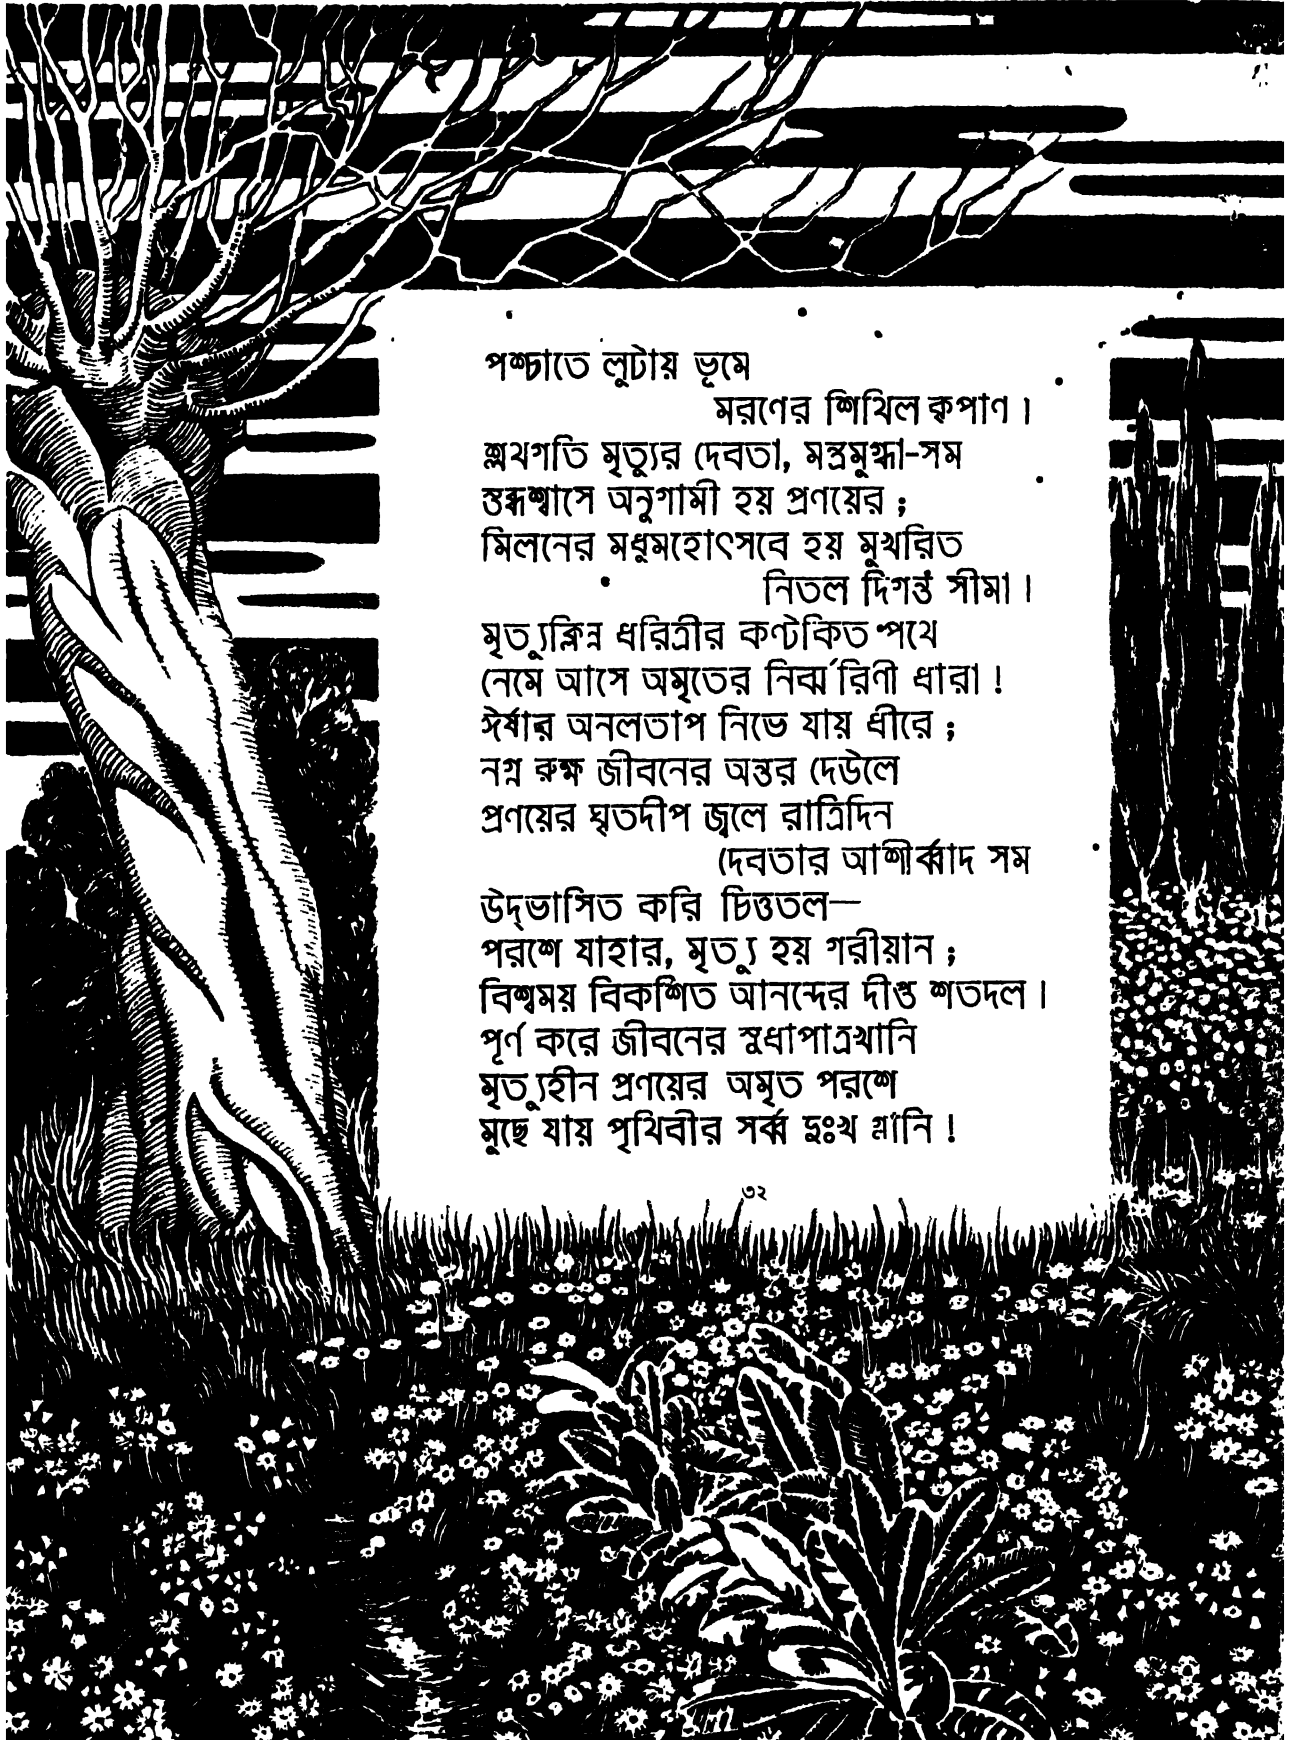 পশ্চাতে লুটায় ভূমে
মরণের শিথিল কৃপাণ।
শ্লথগতি মৃত্যুর দেবতা, মন্ত্রমুগ্ধা-সম
স্তব্ধশ্বাসে অনুগামী হয় প্রণয়ের ;
মিলনের মধুমহোৎসবে হয় মুখরিত
নিতল দিগন্ত সীমা।
মৃত্যুক্লিন্ন ধরিত্রীর কণ্টকিত পথে
নেমে আসে অমৃতের নির্ঝরিণী ধারা !
ঈর্ষার অনলতাপ নিভে যায় ধীরে ;
নগ্ন রুক্ষ জীবনের অন্তর দেউলে
প্রণয়ের ঘৃতদীপ জ্বলে রাত্রিদিন
দেবতার আশীর্ব্বাদ সম
উদ্‌ভাসিত করি চিত্ততল—
পরশে যাহার, মৃত্যু হয় গরীয়ান ;
বিশ্বময় বিকশিত আনন্দের দীপ্ত শতদল।
পূর্ণ করে জীবনের সুধাপাত্রখানি
মৃত্যুহীন প্রণয়ের অমৃত পরশে
মুছে যায় পৃথিবীর সর্ব্ব দুঃখ গ্লানি !
৩২